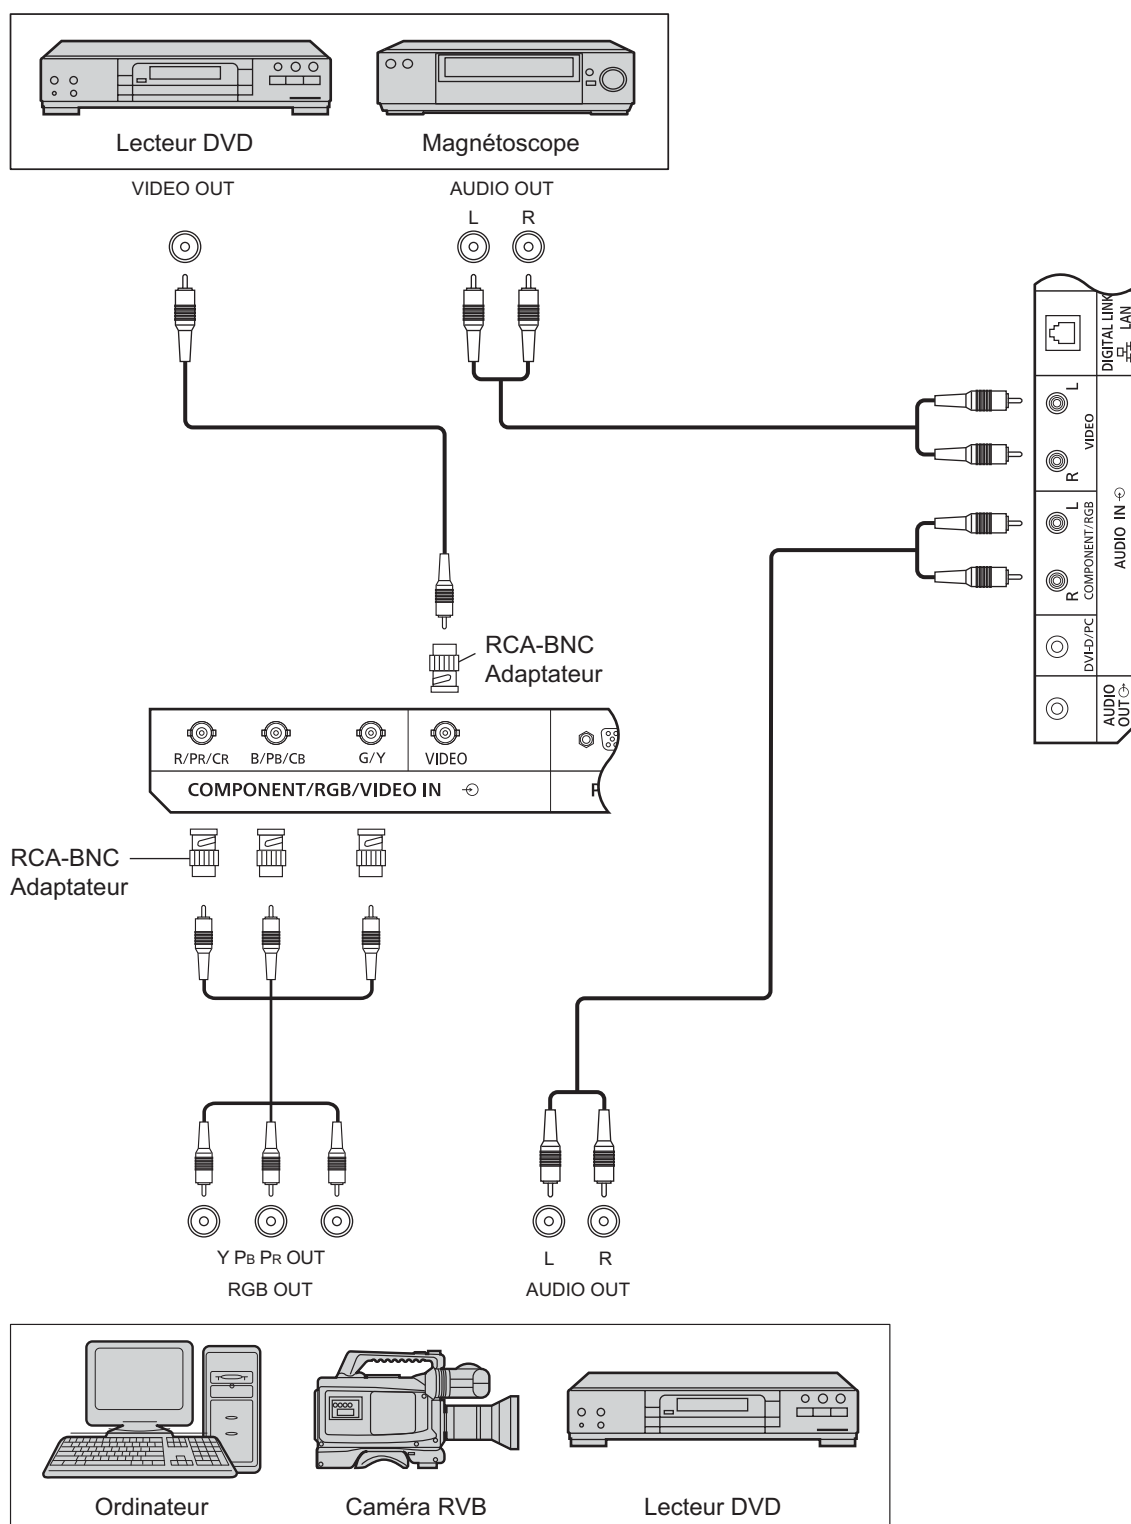 Lecteur DVD
Magnétoscope
VIDEO OUT
AUDIO OUT
L R
DIGITAL LINK
LAN
L
VIDEO
R
L
COMPONENT/RGB
R
AUDIO IN
DVI-D/PC
AUDIO
OUT
RCA-BNC
Adaptateur
R/PR/CR B/PB/CB G/Y VIDEO
COMPONENT/RGB/VIDEO IN
RCA-BNC
Adaptateur
Y PB PR OUT
RGB OUT
L R
AUDIO OUT
Ordinateur
Caméra RVB
Lecteur DVD